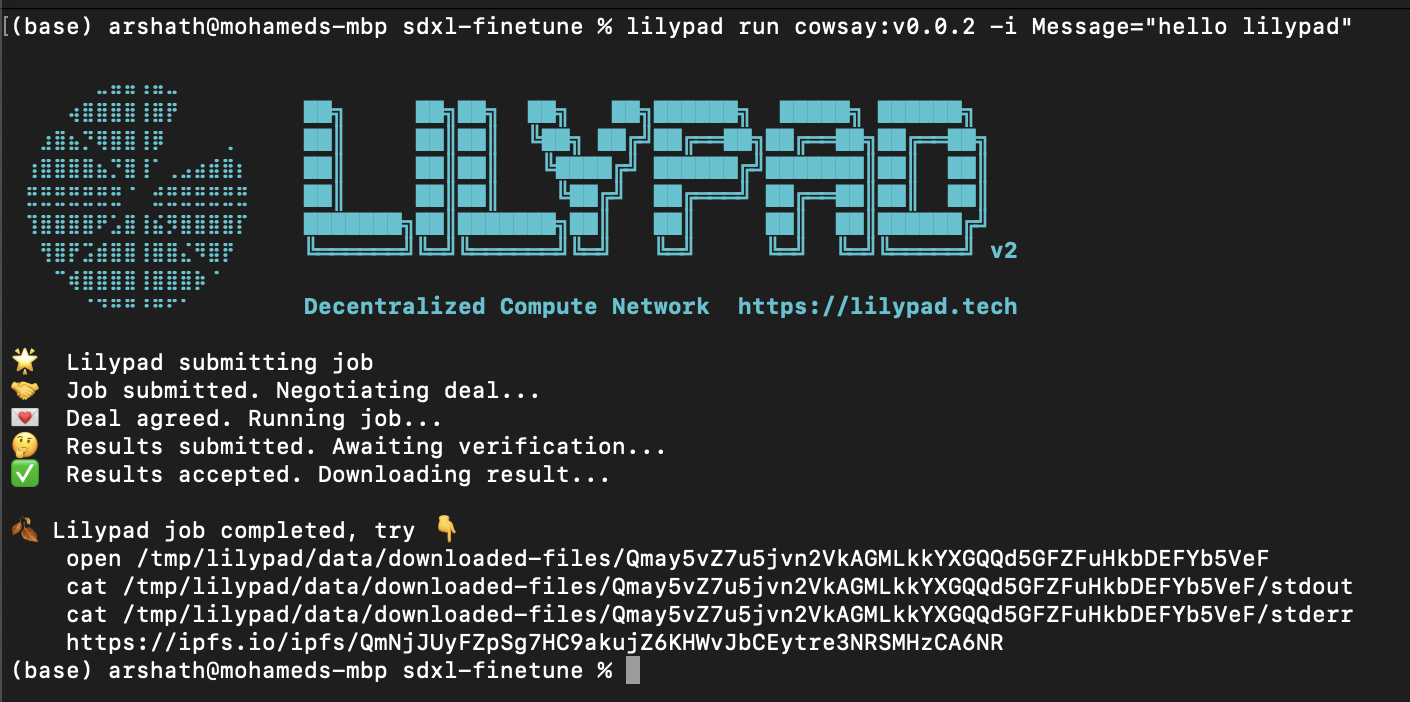 [(base) arshath@mohameds-mbp sdxl-finetune % lilypad run cowsay:v0.0.2 -i Message="hello lilypad"
LILYPAD v2
Decentralized Compute Network  https://lilypad.tech
🌟  Lilypad submitting job
🤝  Job submitted. Negotiating deal...
💌  Deal agreed. Running job...
🤔  Results submitted. Awaiting verification...
✅  Results accepted. Downloading result...
🍂 Lilypad job completed, try 👇
open /tmp/lilypad/data/downloaded-files/Qmay5vZ7u5jvn2VkAGMLkkYXGQQd5GFZFuHkbDEFYb5VeF
cat /tmp/lilypad/data/downloaded-files/Qmay5vZ7u5jvn2VkAGMLkkYXGQQd5GFZFuHkbDEFYb5VeF/stdout
cat /tmp/lilypad/data/downloaded-files/Qmay5vZ7u5jvn2VkAGMLkkYXGQQd5GFZFuHkbDEFYb5VeF/stderr
https://ipfs.io/ipfs/QmNjJUyFZpSg7HC9akujZ6KHWvJbCEytre3NRSMHzCA6NR
(base) arshath@mohameds-mbp sdxl-finetune %